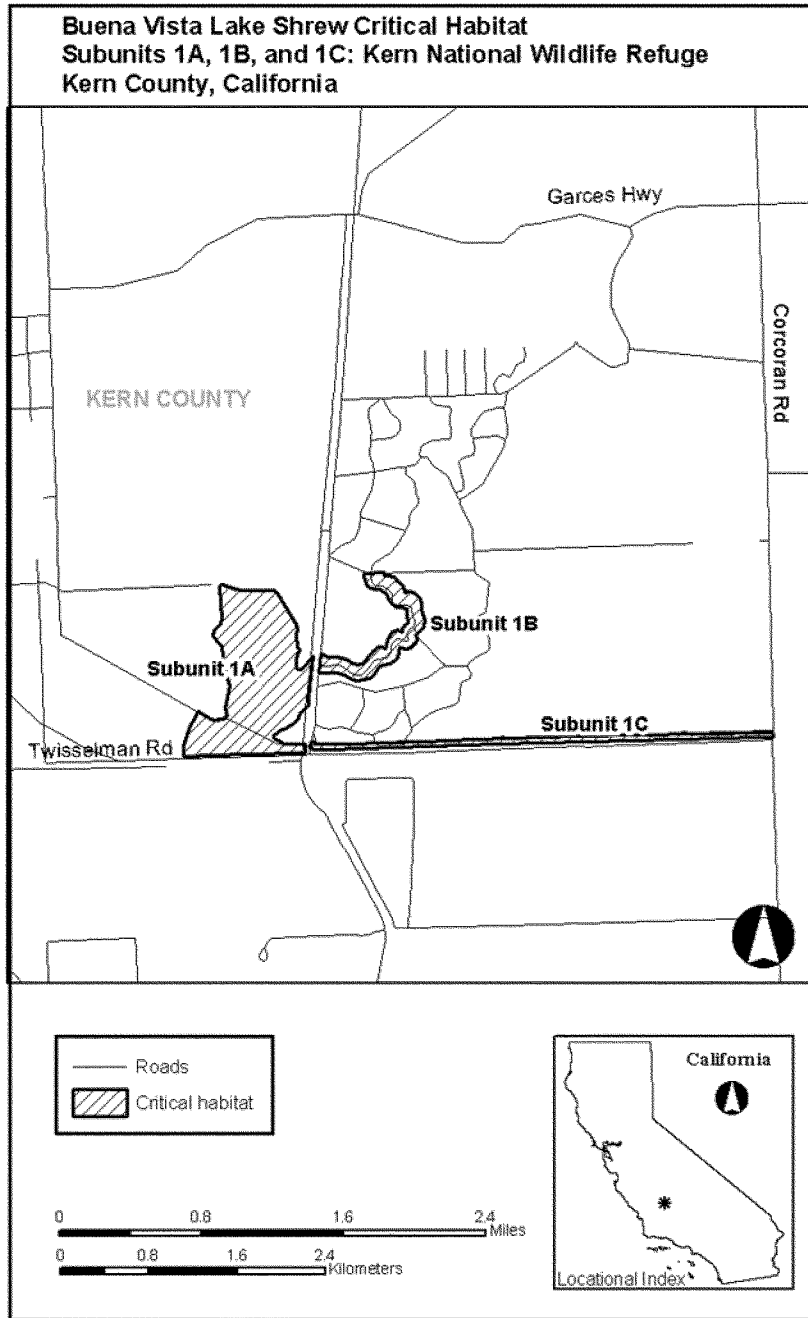 Buena Vista Lake Shrew Critical Habitat
Subunits 1A, 1B, and 1C: Kern National Wildlife Refuge
Kern County, California
Garces Hwy
Corcoran Rd
KERN COUNTY
Subunit 1B
Subunit 1A
Subunit 1C
Twisselman Rd
Roads
Critical habitat
0 0.8 1.6 2.4 Miles
0 0.8 1.6 2.4 Kilometers
California
Locational Index